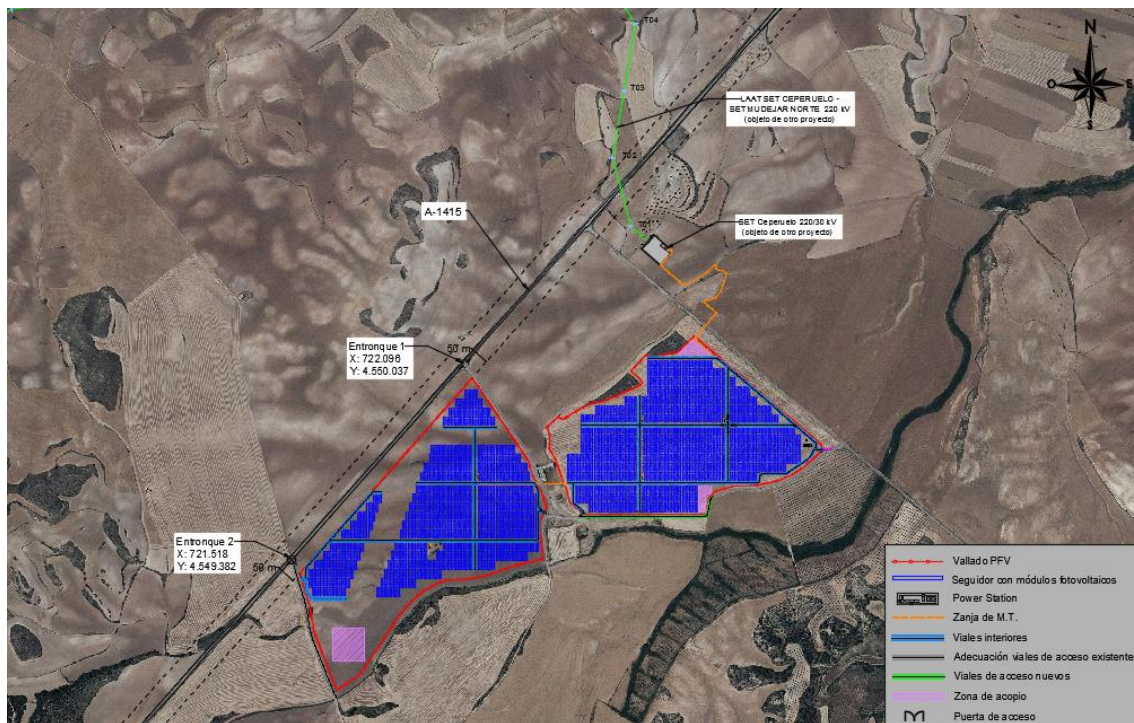 N
O
E
S
T04
T03
LAAT SET CEPERUELO -
SET MUDEJAR NORTE 220 kV
(objeto de otro proyecto)
T02
A-1415
T01
SET Ceperuelo 220/30 kV
(objeto de otro proyecto)
Entronque 1
X: 722.096
Y: 4.550.037
50 m
Entronque 2
X: 721.518
Y: 4.549.382
50 m
Vallado PFV
Seguidor con módulos fotovoltaicos
Power Station
Zanja de M.T.
Viales interiores
Adecuación viales de acceso existente
Viales de acceso nuevos
Zona de acopio
Puerta de acceso